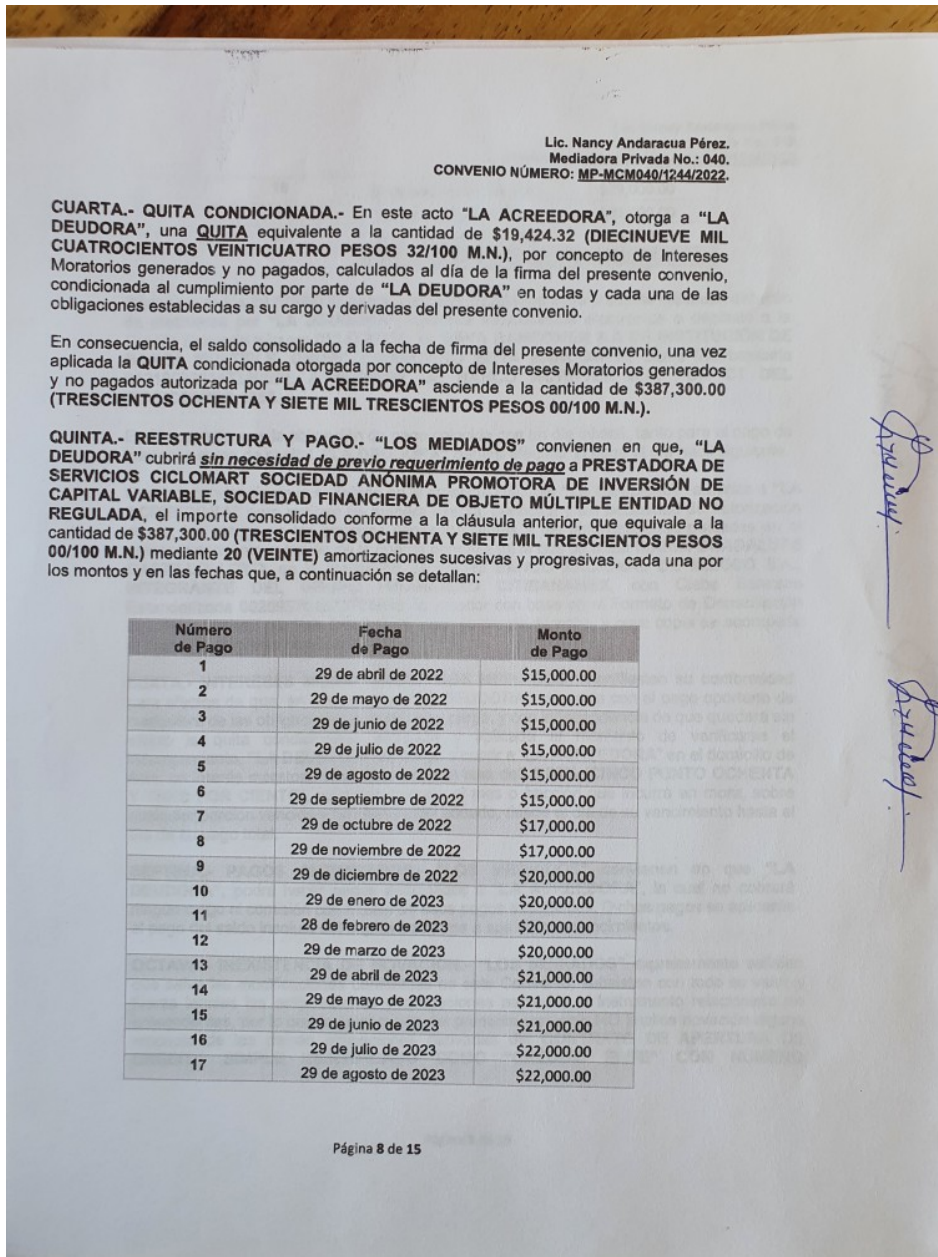 Lic. Nancy Andaracua Pérez.
Mediadora Privada No.: 040.
CONVENIO NÚMERO: MP-MCM040/1244/2022.
CUARTA.- QUITA CONDICIONADA.- En este acto "LA ACREEDORA", otorga a "LA
DEUDORA", una QUITA equivalente a la cantidad de $19,424.32 (DIECINUEVE MIL
CUATROCIENTOS VEINTICUATRO PESOS 32/100 M.N.), por concepto de Intereses
Moratorios generados y no pagados, calculados al día de la firma del presente convenio,
condicionada al cumplimiento por parte de "LA DEUDORA" en todas y cada una de las
obligaciones establecidas a su cargo y derivadas del presente convenio.
En consecuencia, el saldo consolidado a la fecha de firma del presente convenio, una vez
aplicada la QUITA condicionada otorgada por concepto de Intereses Moratorios generados
y no pagados autorizada por "LA ACREEDORA" asciende a la cantidad de $387,300.00
(TRESCIENTOS OCHENTA Y SIETE MIL TRESCIENTOS PESOS 00/100 M.N.).
QUINTA.- REESTRUCTURA Y PAGO.- "LOS MEDIADOS" convienen en que, "LA
DEUDORA" cubrirá sin necesidad de previo requerimiento de pago a PRESTADORA DE
SERVICIOS CICLOMART SOCIEDAD ANÓNIMA PROMOTORA DE INVERSIÓN DE
CAPITAL VARIABLE, SOCIEDAD FINANCIERA DE OBJETO MÚLTIPLE ENTIDAD NO
REGULADA, el importe consolidado conforme a la cláusula anterior, que equivale a la
cantidad de $387,300.00 (TRESCIENTOS OCHENTA Y SIETE MIL TRESCIENTOS PESOS
00/100 M.N.) mediante 20 (VEINTE) amortizaciones sucesivas y progresivas, cada una por
los montos y en las fechas que, a continuación se detallan:
Número de Pago Fecha de Pago Monto de Pago
1 29 de abril de 2022 $15,000.00
2 29 de mayo de 2022 $15,000.00
3 29 de junio de 2022 $15,000.00
4 29 de julio de 2022 $15,000.00
5 29 de agosto de 2022 $15,000.00
6 29 de septiembre de 2022 $15,000.00
7 29 de octubre de 2022 $17,000.00
8 29 de noviembre de 2022 $17,000.00
9 29 de diciembre de 2022 $20,000.00
10 29 de enero de 2023 $20,000.00
11 28 de febrero de 2023 $20,000.00
12 29 de marzo de 2023 $20,000.00
13 29 de abril de 2023 $21,000.00
14 29 de mayo de 2023 $21,000.00
15 29 de junio de 2023 $21,000.00
16 29 de julio de 2023 $22,000.00
17 29 de agosto de 2023 $22,000.00
Página 8 de 15